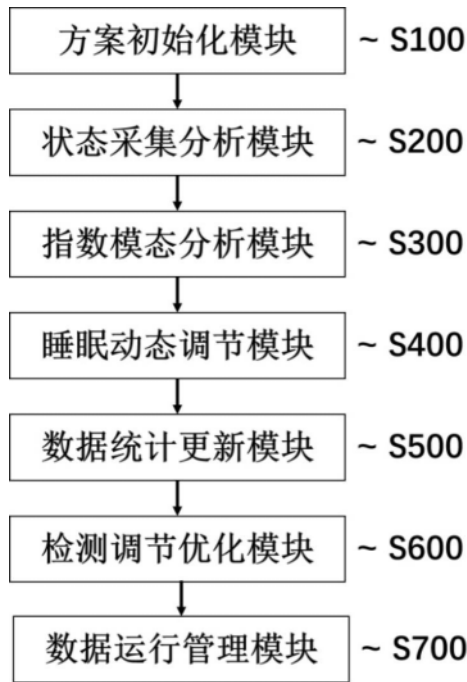 方案初始化模块 ~ S100
状态采集分析模块 ~ S200
指数模态分析模块 ~ S300
睡眠动态调节模块 ~ S400
数据统计更新模块 ~ S500
检测调节优化模块 ~ S600
数据运行管理模块 ~ S700